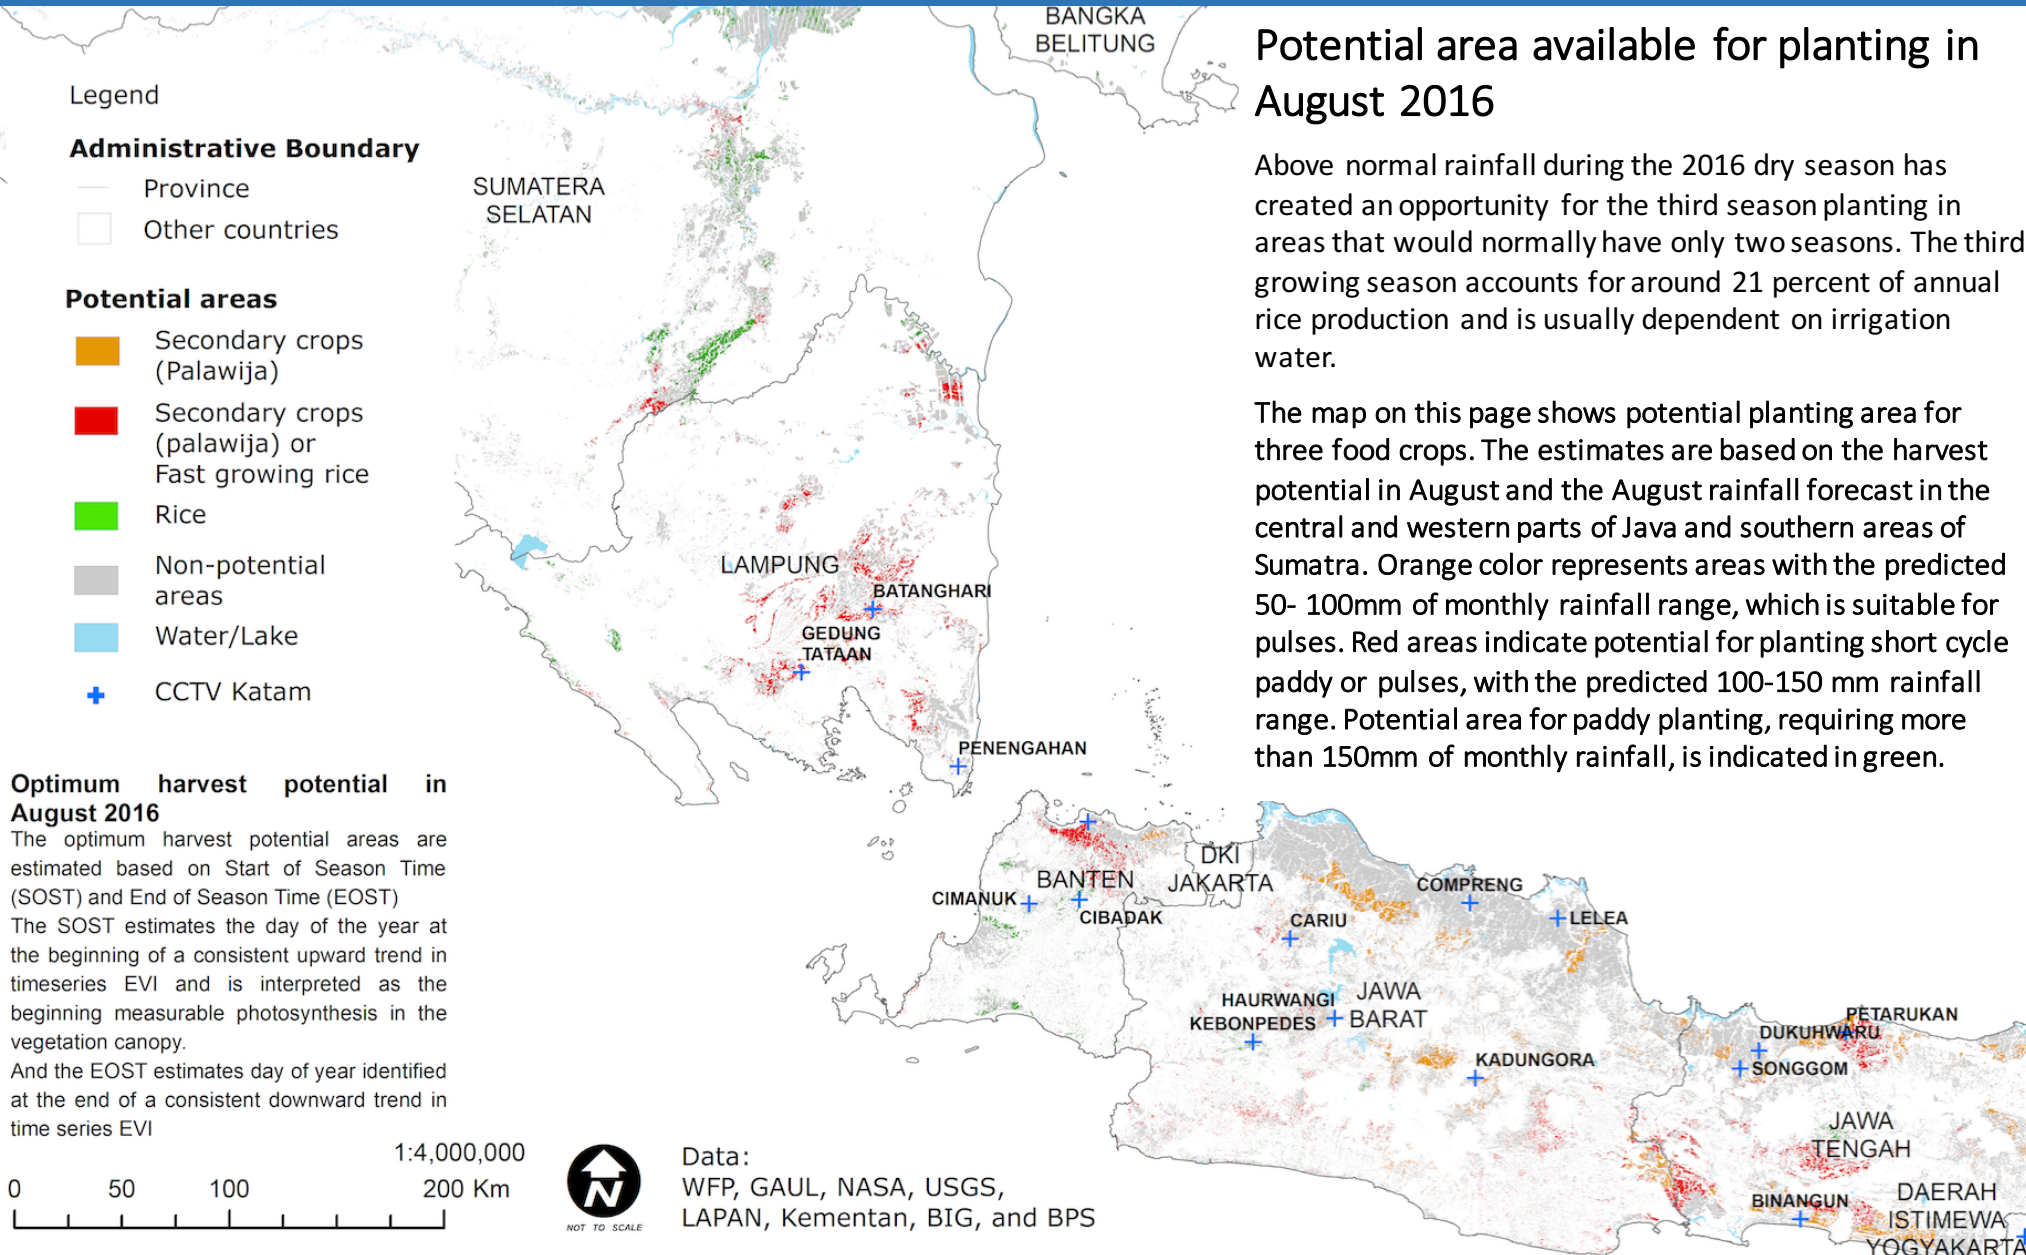 Potential area available for planting in
August 2016
Above normal rainfall during the 2016 dry season has
created an opportunity for the third season planting in
areas that would normally have only two seasons. The third
growing season accounts for around 21 percent of annual
rice production and is usually dependent on irrigation
water.
The map on this page shows potential planting area for
three food crops. The estimates are based on the harvest
potential in August and the August rainfall forecast in the
central and western parts of Java and southern areas of
Sumatra. Orange color represents areas with the predicted
50- 100mm of monthly rainfall range, which is suitable for
pulses. Red areas indicate potential for planting short cycle
paddy or pulses, with the predicted 100-150 mm rainfall
range. Potential area for paddy planting, requiring more
than 150mm of monthly rainfall, is indicated in green.
Legend
Administrative Boundary
Province
Other countries
Potential areas
Secondary crops
(Palawija)
Secondary crops
(palawija) or
Fast growing rice
Rice
Non-potential
areas
Water/Lake
CCTV Katam
Optimum harvest potential in
August 2016
The optimum harvest potential areas are
estimated based on Start of Season Time
(SOST) and End of Season Time (EOST)
The SOST estimates the day of the year at
the beginning of a consistent upward trend in
timeseries EVI and is interpreted as the
beginning measurable photosynthesis in the
vegetation canopy.
And the EOST estimates day of year identified
at the end of a consistent downward trend in
time series EVI
1:4,000,000
0 50 100 200 Km
N
NOT TO SCALE
Data:
WFP, GAUL, NASA, USGS,
LAPAN, Kementan, BIG, and BPS
BANGKA
BELITUNG
SUMATERA
SELATAN
LAMPUNG
BATANGHARI
GEDUNG
TATAAN
PENENGAHAN
BANTEN
DKI
JAKARTA
CIMANUK
CIBADAK
COMPRENG
LELEA
CARIU
HAURWANGI
KEBONPEDES
JAWA
BARAT
KADUNGORA
PETARUKAN
DUKUHWARU
SONGGOM
JAWA
TENGAH
BINANGUN
DAERAH
ISTIMEWA
YOGYAKARTA